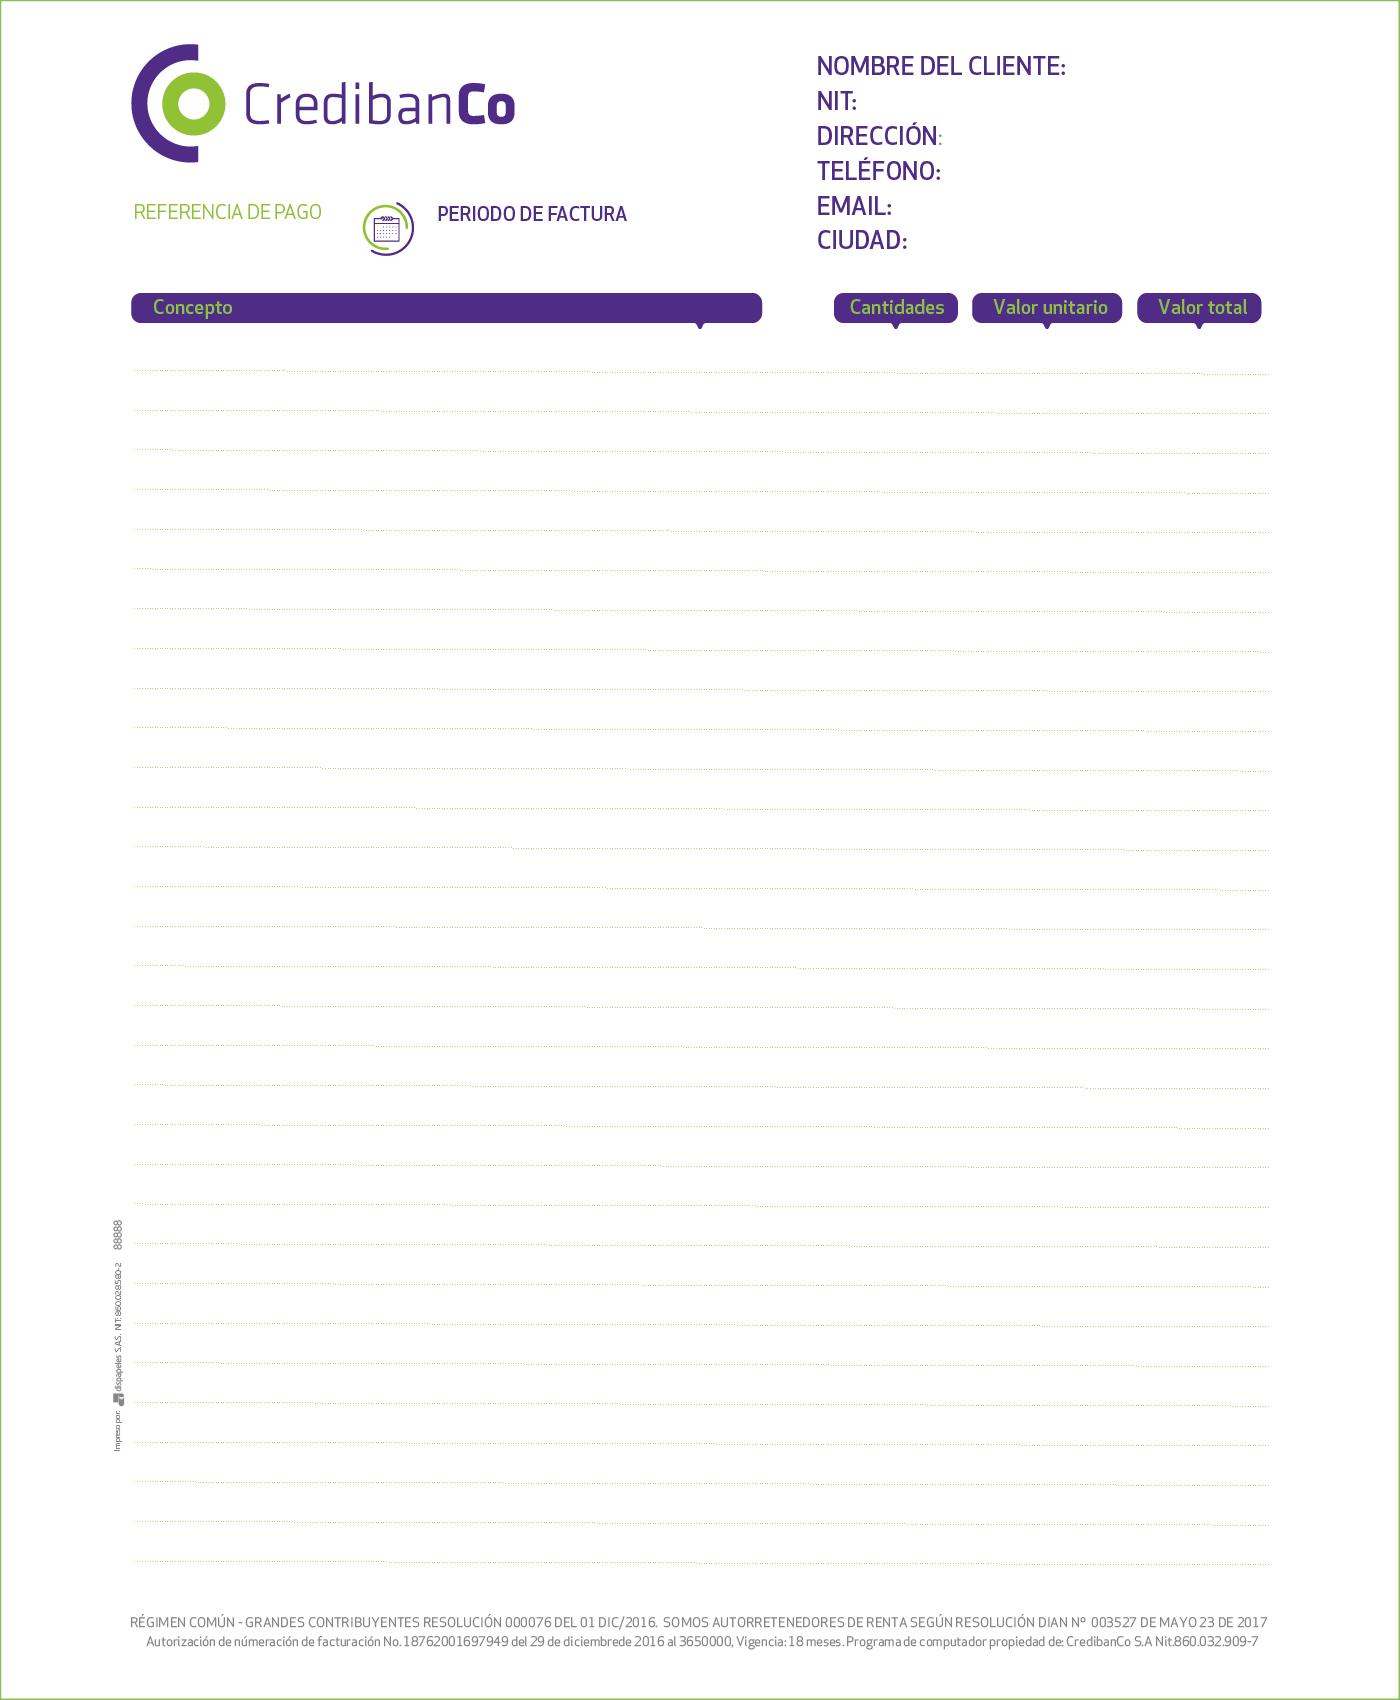 CredibanCo
NOMBRE DEL CLIENTE:
NIT:
DIRECCIÓN:
TELÉFONO:
EMAIL:
CIUDAD:
REFERENCIA DE PAGO
PERIODO DE FACTURA
Concepto
Cantidades
Valor unitario
Valor total
Impreso por: dispapeles S.A.S. NIT:860.028.580-2 88888
RÉGIMEN COMÚN - GRANDES CONTRIBUYENTES RESOLUCIÓN 000076 DEL 01 DIC/2016. SOMOS AUTORRETENEDORES DE RENTA SEGÚN RESOLUCIÓN DIAN Nº 003527 DE MAYO 23 DE 2017
Autorización de númeración de facturación No. 18762001697949 del 29 de diciembrede 2016 al 3650000, Vigencia: 18 meses. Programa de computador propiedad de: CredibanCo S.A Nit.860.032.909-7